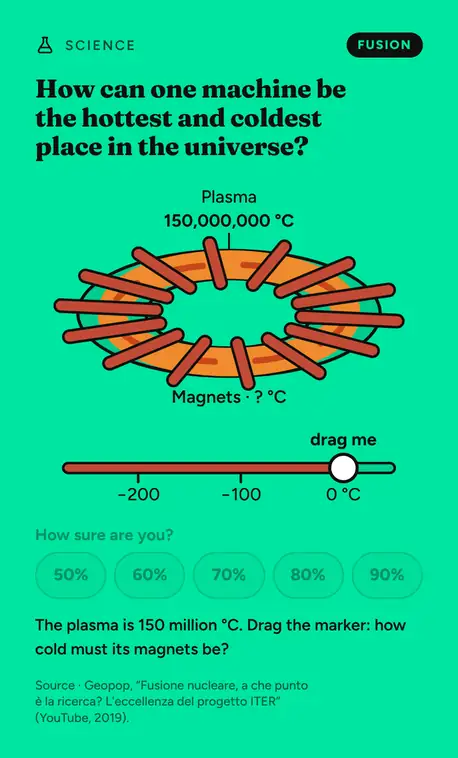 SCIENCE
FUSION
How can one machine be
the hottest and coldest
place in the universe?
Plasma
150,000,000 °C
Magnets · ? °C
drag me
−200
−100
0 °C
How sure are you?
50%
60%
70%
80%
90%
The plasma is 150 million °C. Drag the marker: how
cold must its magnets be?
Source · Geopop, “Fusione nucleare, a che punto
è la ricerca? L'eccellenza del progetto ITER”
(YouTube, 2019).